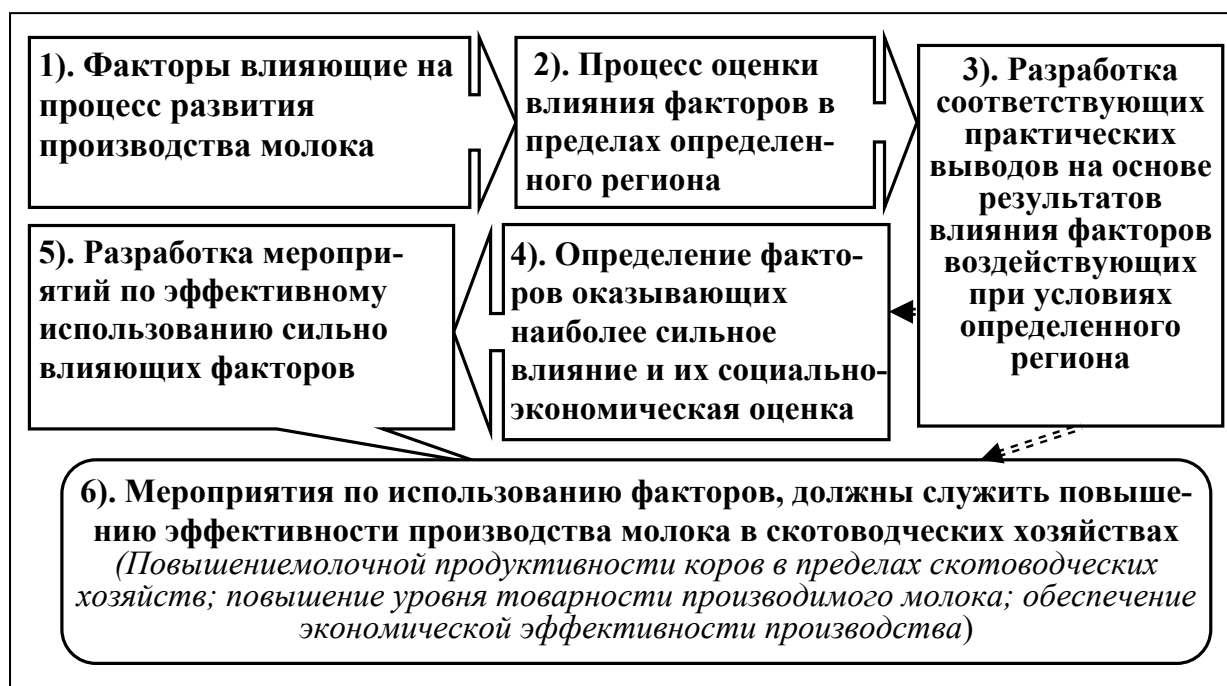 1). Факторы влияющие на
процесс развития
производства молока
2). Процесс оценки
влияния факторов в
пределах определен-
ного региона
3). Разработка
соответствующих
практических
выводов на основе
результатов
влияния факторов
воздействующих
при условиях
определенного
региона
4). Определение факто-
ров оказывающих
наиболее сильное
влияние и их социально-
экономическая оценка
5). Разработка меропри-
ятий по эффективному
использованию сильно
влияющих факторов
6). Мероприятия по использованию факторов, должны служить повыше-
нию эффективности производства молока в скотоводческих хозяйствах
(Повышениемолочной продуктивности коров в пределах скотоводческих
хозяйств; повышение уровня товарности производимого молока; обеспечение
экономической эффективности производства)